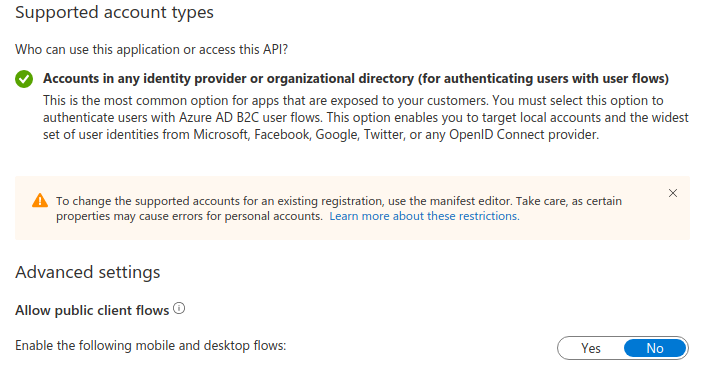 Supported account types
Who can use this application or access this API?
Accounts in any identity provider or organizational directory (for authenticating users with user flows)
This is the most common option for apps that are exposed to your customers. You must select this option to
authenticate users with Azure AD B2C user flows. This option enables you to target local accounts and the widest
set of user identities from Microsoft, Facebook, Google, Twitter, or any OpenID Connect provider.
To change the supported accounts for an existing registration, use the manifest editor. Take care, as certain
properties may cause errors for personal accounts. Learn more about these restrictions.
Advanced settings
Allow public client flows
Enable the following mobile and desktop flows:
Yes No